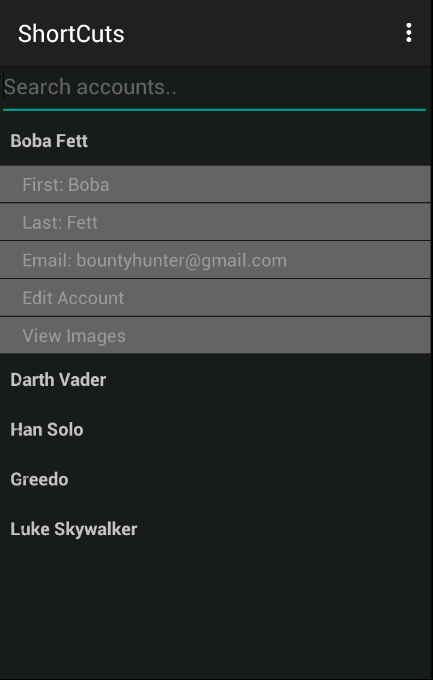 ShortCuts
Search accounts..
Boba Fett
First: Boba
Last: Fett
Email: bountyhunter@gmail.com
Edit Account
View Images
Darth Vader
Han Solo
Greedo
Luke Skywalker